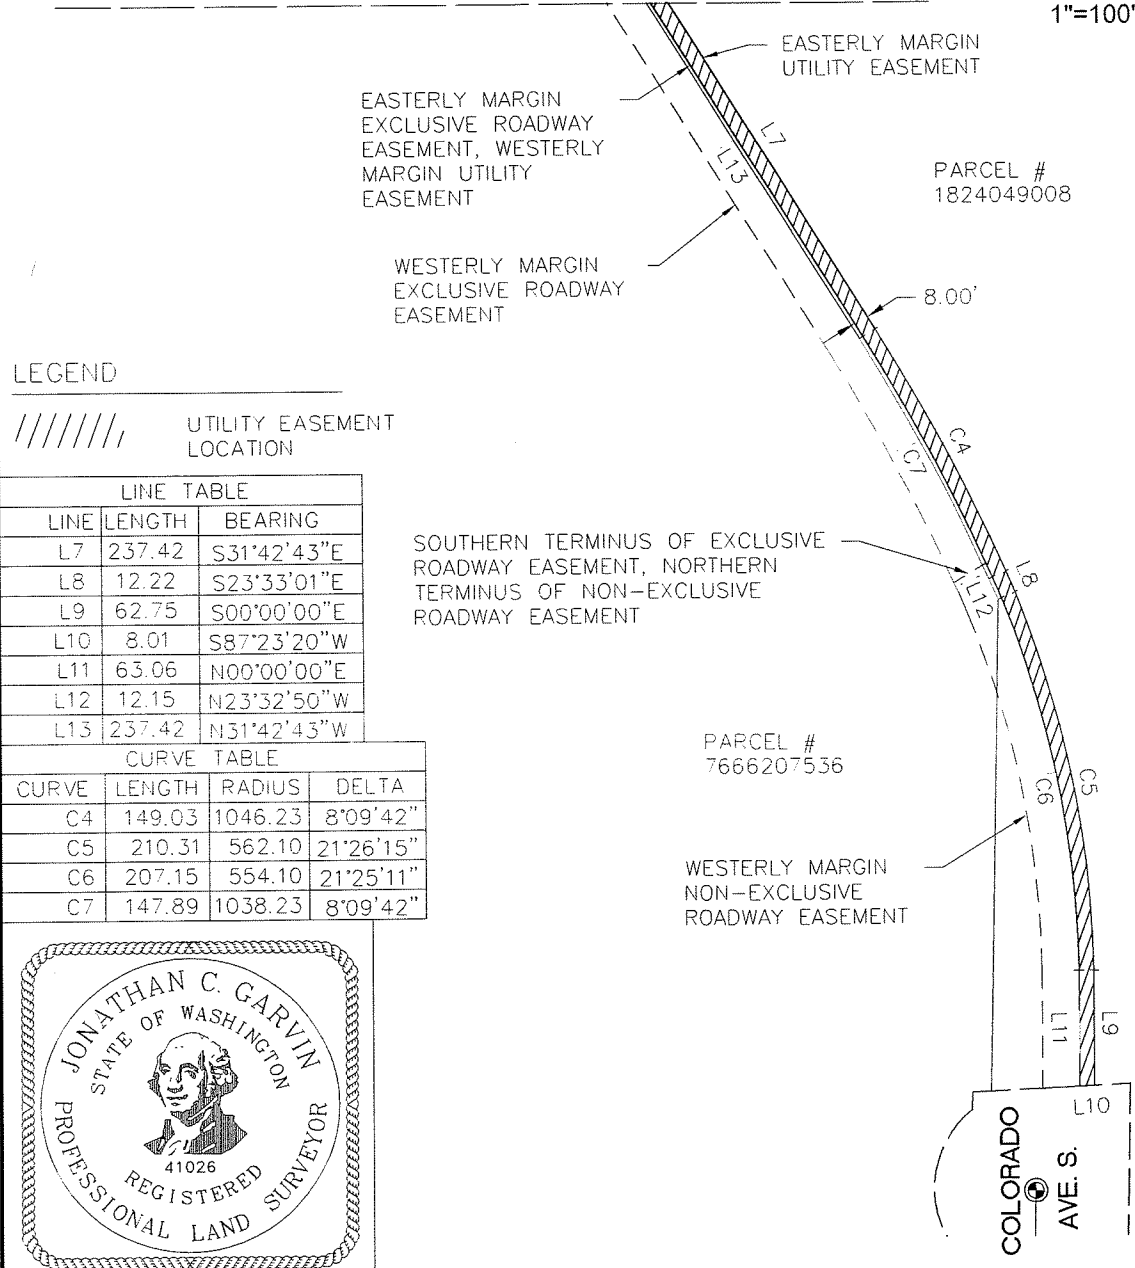 1"=100'
EASTERLY MARGIN
UTILITY EASEMENT
EASTERLY MARGIN
EXCLUSIVE ROADWAY
EASEMENT, WESTERLY
MARGIN UTILITY
EASEMENT
L7
L13
PARCEL #
1824049008
WESTERLY MARGIN
EXCLUSIVE ROADWAY
EASEMENT
8.00'
LEGEND
UTILITY EASEMENT
LOCATION
C4
C7
LINE TABLE
LINE LENGTH BEARING
L7 237.42 S31°42'43"E
L8 12.22 S23°33'01"E
L9 62.75 S00°00'00"E
L10 8.01 S87°23'20"W
L11 63.06 N00°00'00"E
L12 12.15 N23°32'50"W
L13 237.42 N31°42'43"W
SOUTHERN TERMINUS OF EXCLUSIVE
ROADWAY EASEMENT, NORTHERN
TERMINUS OF NON-EXCLUSIVE
ROADWAY EASEMENT
L8
L12
CURVE TABLE
CURVE LENGTH RADIUS DELTA
C4 149.03 1046.23 8°09'42"
C5 210.31 562.10 21°26'15"
C6 207.15 554.10 21°25'11"
C7 147.89 1038.23 8°09'42"
PARCEL #
7666207536
C6
C5
WESTERLY MARGIN
NON-EXCLUSIVE
ROADWAY EASEMENT
JONATHAN C. GARVIN
STATE OF WASHINGTON
41026
REGISTERED
PROFESSIONAL LAND SURVEYOR
L11
L9
L10
COLORADO
AVE. S.